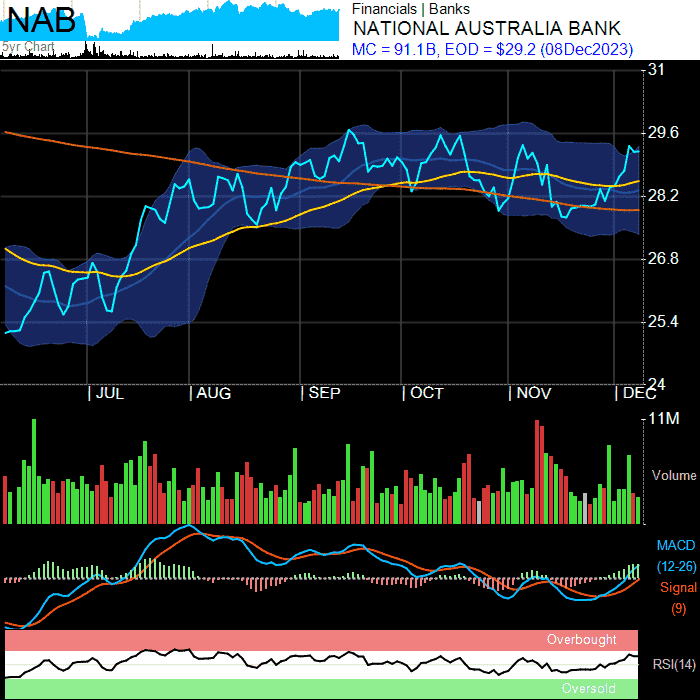 NAB
5yr Chart
Financials | Banks
NATIONAL AUSTRALIA BANK
MC = 91.1B, EOD = $29.2 (08Dec2023)
31
29.6
28.2
26.8
25.4
24
| JUL | AUG | SEP | OCT | NOV | DEC
11M
Volume
MACD
(12-26)
Signal
(9)
Overbought
RSI(14)
Oversold